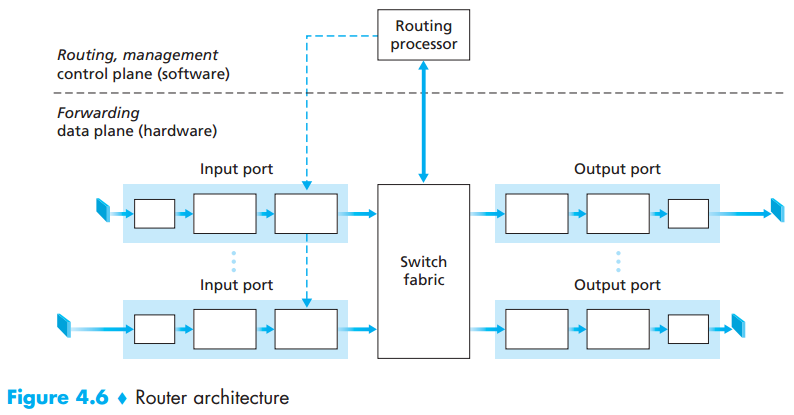 Routing
processor
Routing, management
control plane (software)
Forwarding
data plane (hardware)
Input port
Output port
Switch
fabric
Input port
Output port
Figure 4.6 ♦ Router architecture